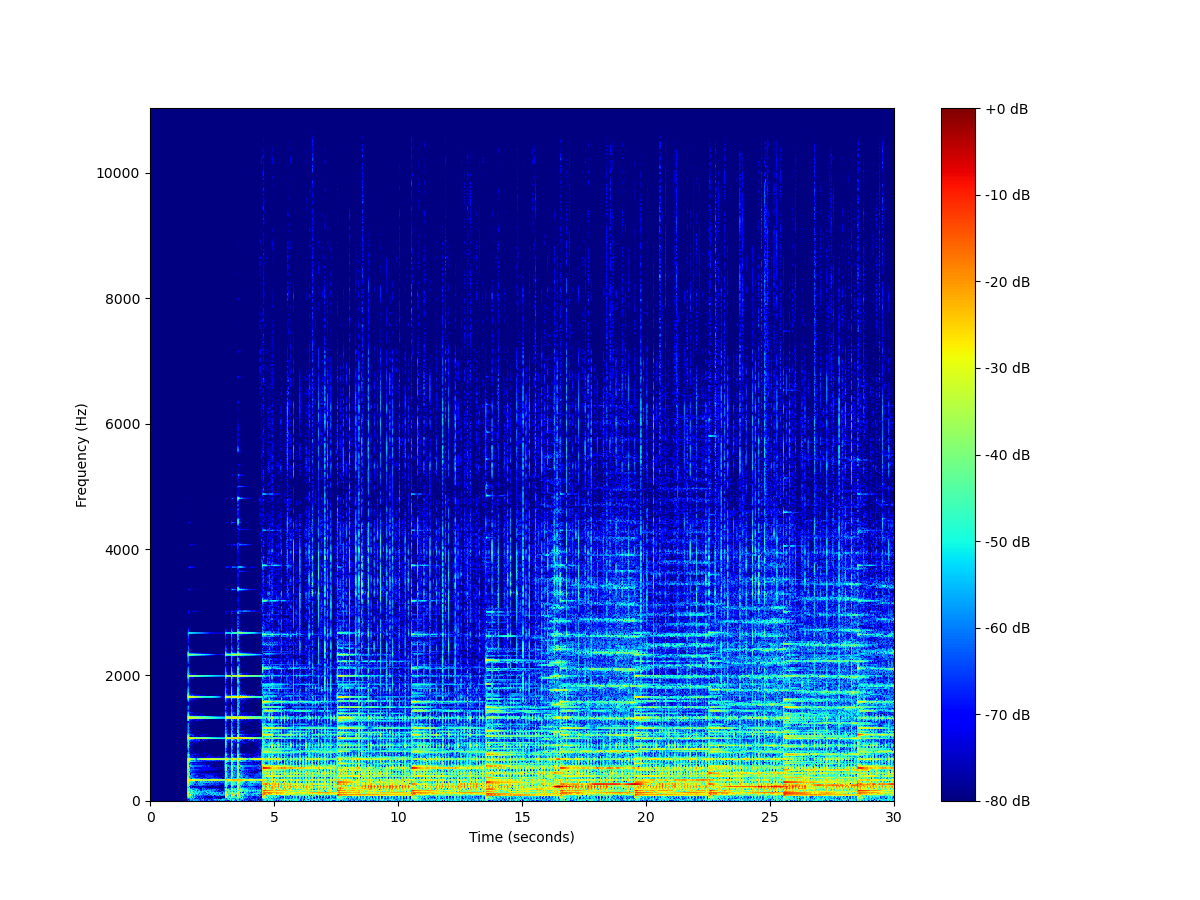 +0 dB
10000
-10 dB
8000
-20 dB
-30 dB
6000
Frequency (Hz)
-40 dB
4000
-50 dB
-60 dB
2000
-70 dB
0
-80 dB
0 5 10 15 20 25 30
Time (seconds)